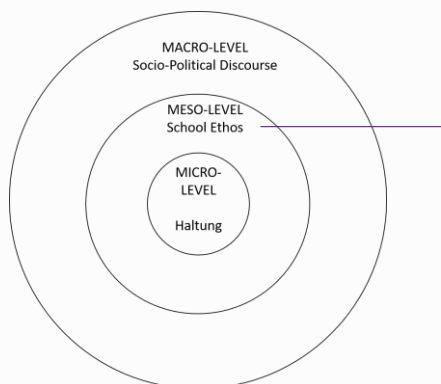 MACRO-LEVEL
Socio-Political Discourse
MESO-LEVEL
School Ethos
MICRO-
LEVEL
Haltung